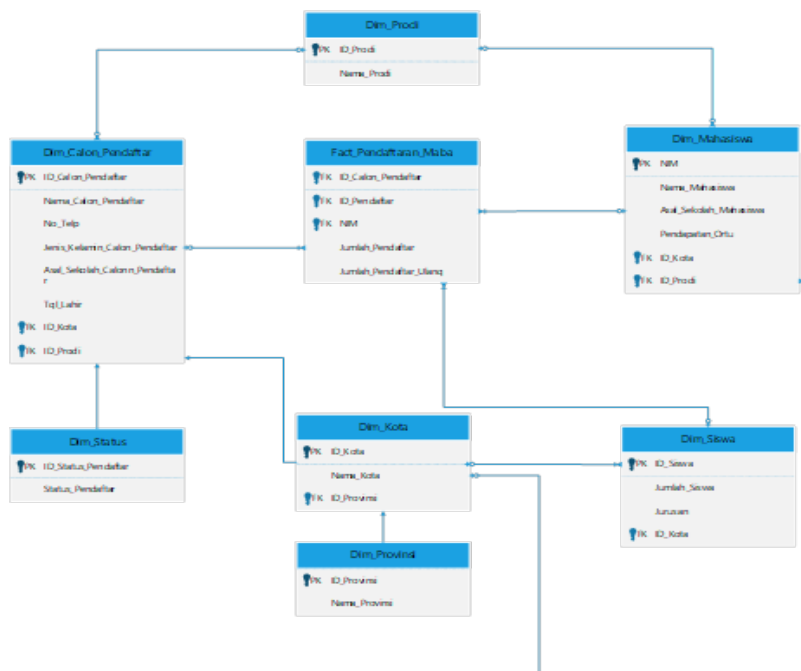 Dim_Prodi
PK ID_Prodi
Nama_Prodi
Dim_Calon_Pendaftar
PK ID_Calon_Pendaftar
Nama_Calon_Pendaftar
No_Telp
Jenis_Kelamin_Calon_Pendaftar
Asal_Sekolah_Calonn_Pendafta
r
Tgl_Lahir
FK ID_Kota
FK ID_Prodi
Fact_Pendaftaran_Maba
FK ID_Calon_Pendaftar
FK ID_Pendaftar
FK NIM
Jumlah_Pendaftar
Jumlah_Pendaftar_Ulang
Dim_Mahasiswa
PK NIM
Nama_Mahasiswa
Asal_Sekolah_Mahasiswa
Pendapatan_Ortu
FK ID_Kota
FK ID_Prodi
Dim_Status
PK ID_Status_Pendaftar
Status_Pendaftar
Dim_Kota
PK ID_Kota
Nama_Kota
FK ID_Provinsi
Dim_Siswa
PK ID_Siswa
Jumlah_Siswa
Jurusan
FK ID_Kota
Dim_Provinsi
PK ID_Provinsi
Nama_Provinsi